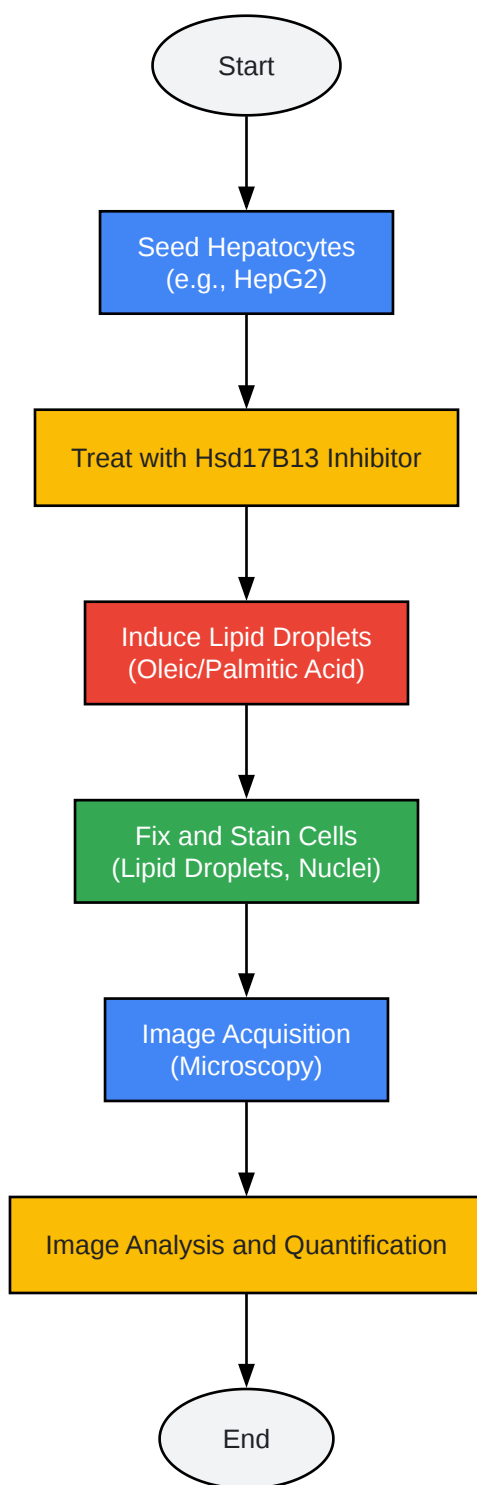 Start
Seed Hepatocytes
(e.g., HepG2)
Treat with Hsd17B13 Inhibitor
Induce Lipid Droplets
(Oleic/Palmitic Acid)
Fix and Stain Cells
(Lipid Droplets, Nuclei)
Image Acquisition
(Microscopy)
Image Analysis and Quantification
End